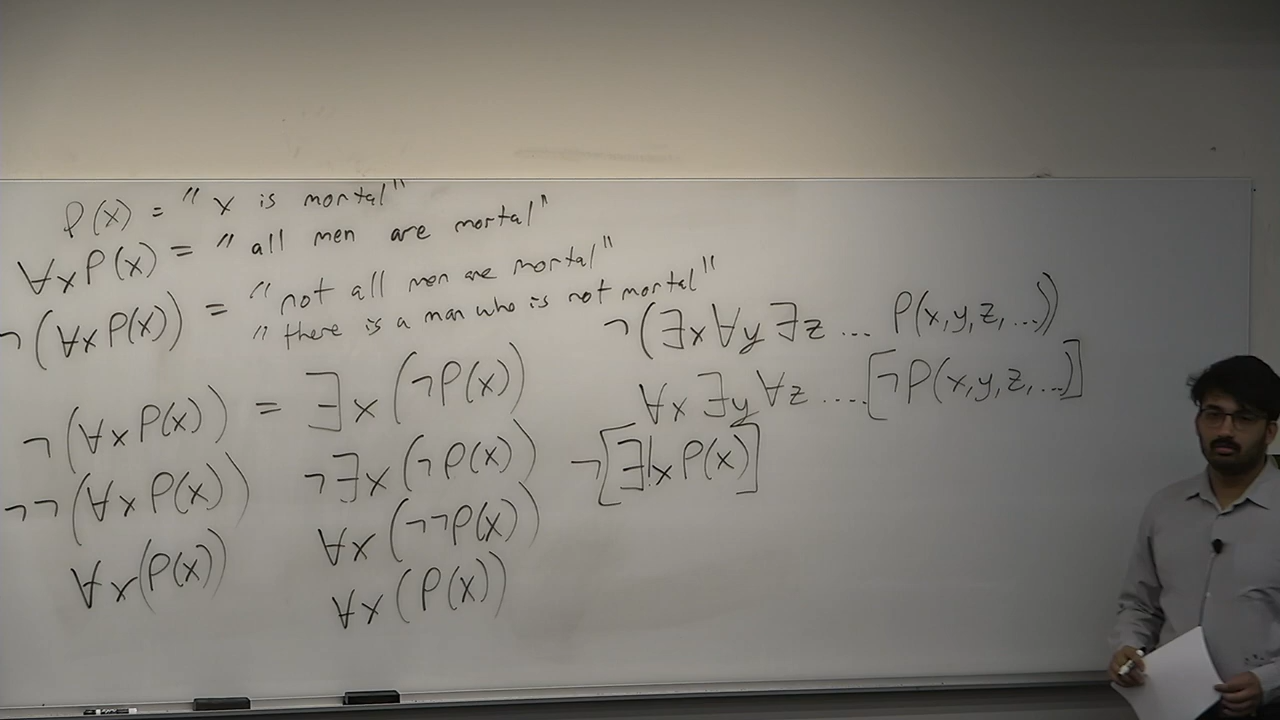 P(x) = "x is mortal"
∀x P(x) = "all men are mortal"
¬(∀x P(x)) = "not all men are mortal"
"there is a man who is not mortal"
¬(∀x P(x)) = ∃x (¬P(x))
¬¬(∀x P(x)) ¬∃x (¬P(x))
∀x (¬¬P(x))
∀x(P(x)) ∀x (P(x))
¬(∃x ∀y ∃z ... P(x,y,z,...))
∀x ∃y ∀z .... [¬P(x,y,z,...)]
¬[∃!x P(x)]